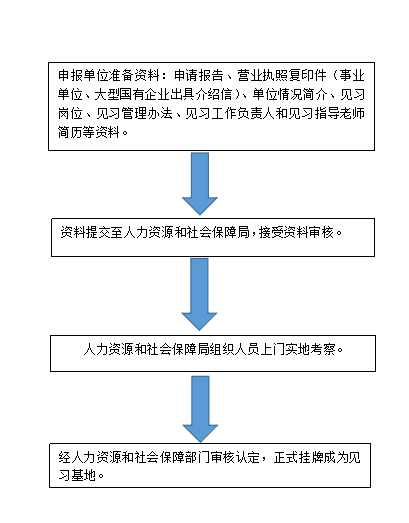 申报单位准备资料：申请报告、营业执照复印件（事业
单位、大型国有企业出具介绍信）、单位情况简介、见习
岗位、见习管理办法、见习工作负责人和见习指导老师
简历等资料。
资料提交至人力资源和社会保障局，接受资料审核。
人力资源和社会保障局组织人员上门实地考察。
经人力资源和社会保障部门审核认定，正式挂牌成为见
习基地。